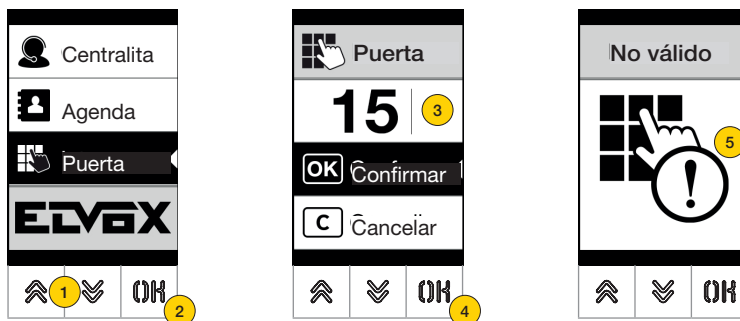 Centralita
Agenda
Puerta
ELVOX
1
OK
2
Puerta
15
3
OK Confirmar
C Cancelar
OK
4
No válido
5
OK